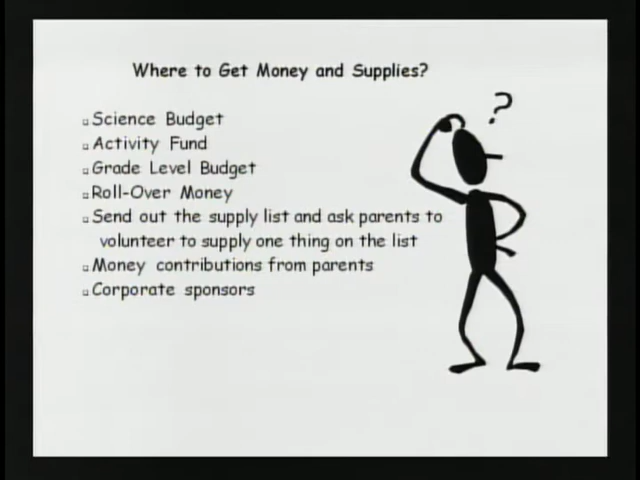 Where to Get Money and Supplies?
?
Science Budget
Activity Fund
Grade Level Budget
Roll-Over Money
Send out the supply list and ask parents to
volunteer to supply one thing on the list
Money contributions from parents
Corporate sponsors